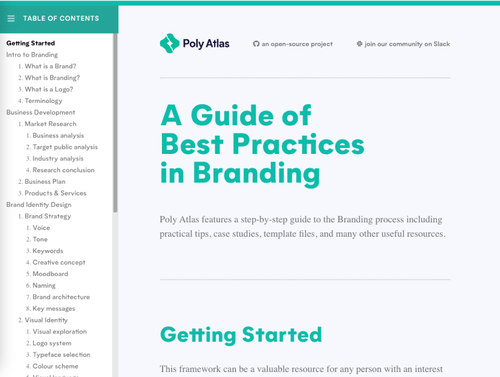 TABLE OF CONTENTS
Getting Started
Intro to Branding
1. What is a Brand?
2. What is Branding?
3. What is a Logo?
4. Terminology
Business Development
1. Market Research
1. Business analysis
2. Target public analysis
3. Industry analysis
4. Research conclusion
2. Business Plan
3. Products & Services
Brand Identity Design
1. Brand Strategy
1. Voice
2. Tone
3. Keywords
4. Creative concept
5. Moodboard
6. Naming
7. Brand architecture
8. Key messages
2. Visual Identity
1. Visual exploration
2. Logo system
3. Typeface selection
4. Colour scheme
Poly Atlas
an open-source project
join our community on Slack
A Guide of
Best Practices
in Branding
Poly Atlas features a step-by-step guide to the Branding process including
practical tips, case studies, template files, and many other useful resources.
Getting Started
This framework can be a valuable resource for any person with an interest